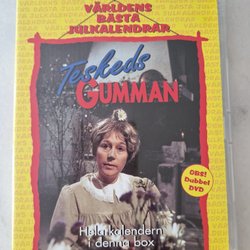 VÄRLDENS
BÄSTA
JULKALENDRAR
Teskeds
GUMMAN
OBS!
Dubbel
DVD
Hela kalendern
i denna box